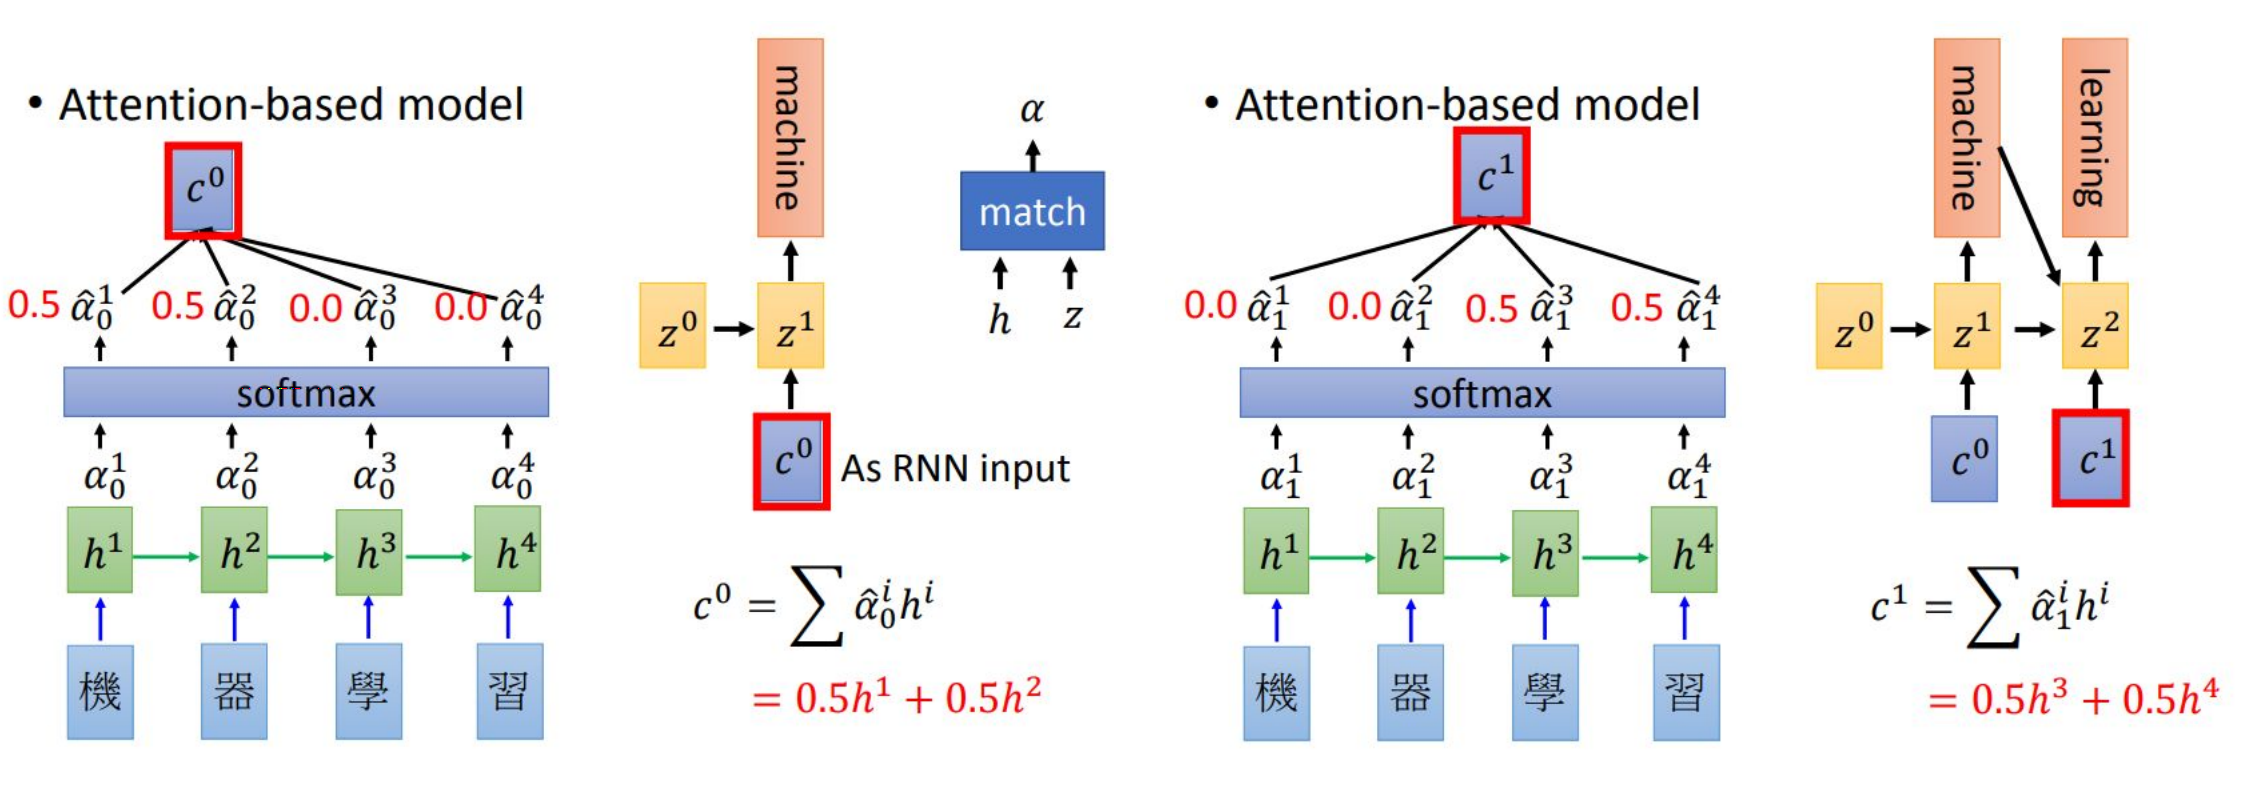 • Attention-based model
c⁰
0.5 α̂₀¹ 0.5 α̂₀² 0.0 α̂₀³ 0.0 α̂₀⁴
softmax
α₀¹ α₀² α₀³ α₀⁴
h¹ h² h³ h⁴
機 器 學 習
machine
z⁰ z¹
c⁰ As RNN input
α
match
h z
c⁰ = ∑ α̂₀ⁱhⁱ
= 0.5h¹ + 0.5h²
• Attention-based model
c¹
0.0 α̂₁¹ 0.0 α̂₁² 0.5 α̂₁³ 0.5 α̂₁⁴
softmax
α₁¹ α₁² α₁³ α₁⁴
h¹ h² h³ h⁴
機 器 學 習
machine learning
z⁰ z¹ z²
c⁰ c¹
c¹ = ∑ α̂₁ⁱhⁱ
= 0.5h³ + 0.5h⁴